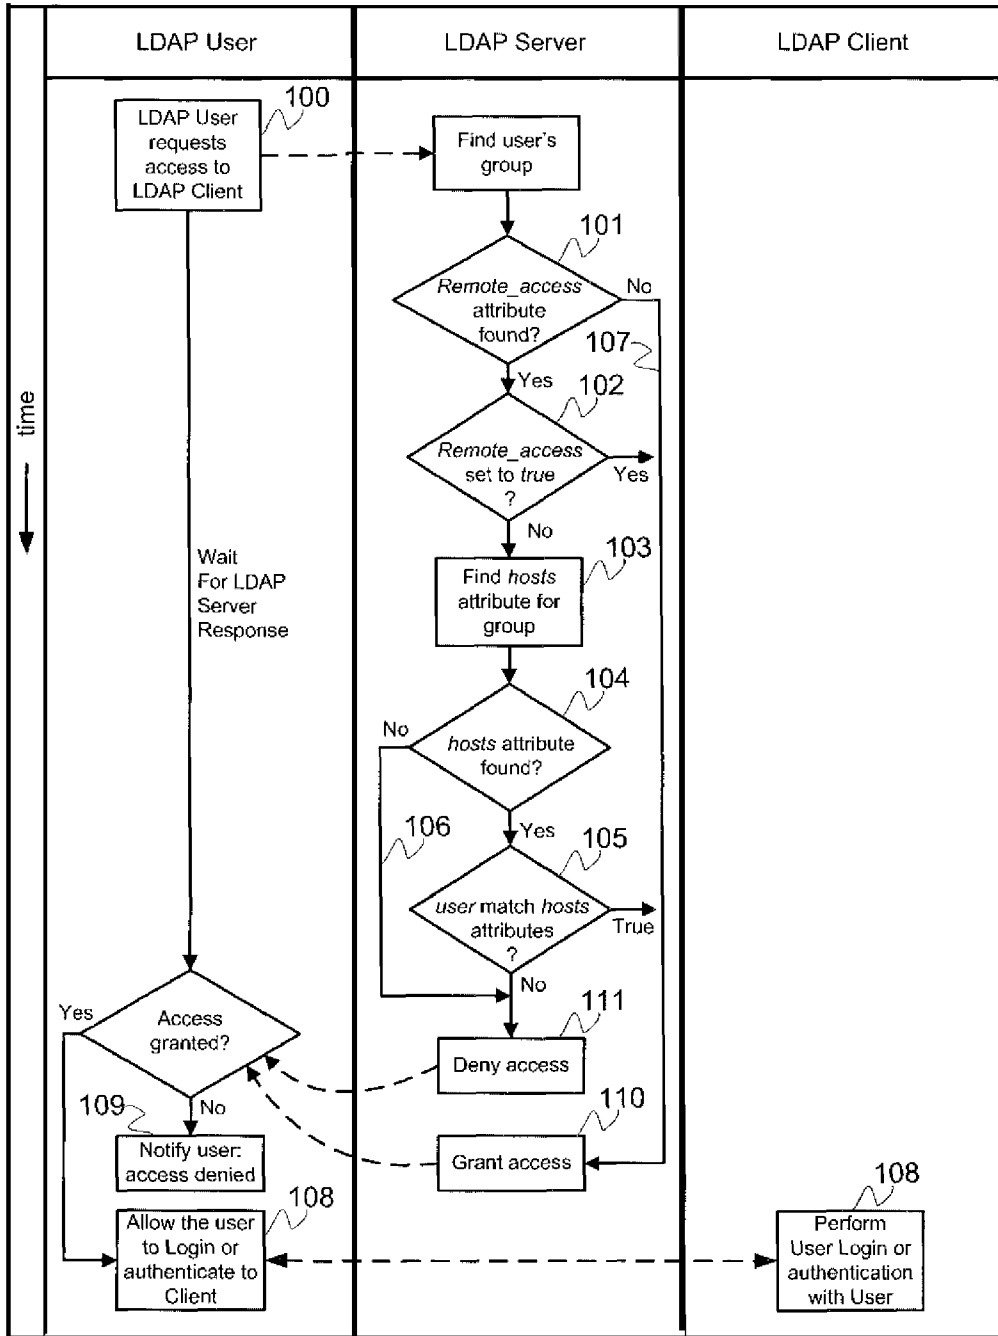 LDAP User
LDAP Server
LDAP Client
time
100
LDAP User
requests
access to
LDAP Client
Find user's
group
101
Remote_access
attribute
found?
No
107
Yes
102
Remote_access
set to true
?
Yes
No
Wait
For LDAP
Server
Response
103
Find hosts
attribute for
group
104
No
hosts attribute
found?
106
Yes
105
user match hosts
attributes
?
True
No
Yes
Access
granted?
111
Deny access
109
No
110
Notify user:
access denied
Grant access
108
Allow the user
to Login or
authenticate to
Client
108
Perform
User Login or
authentication
with User